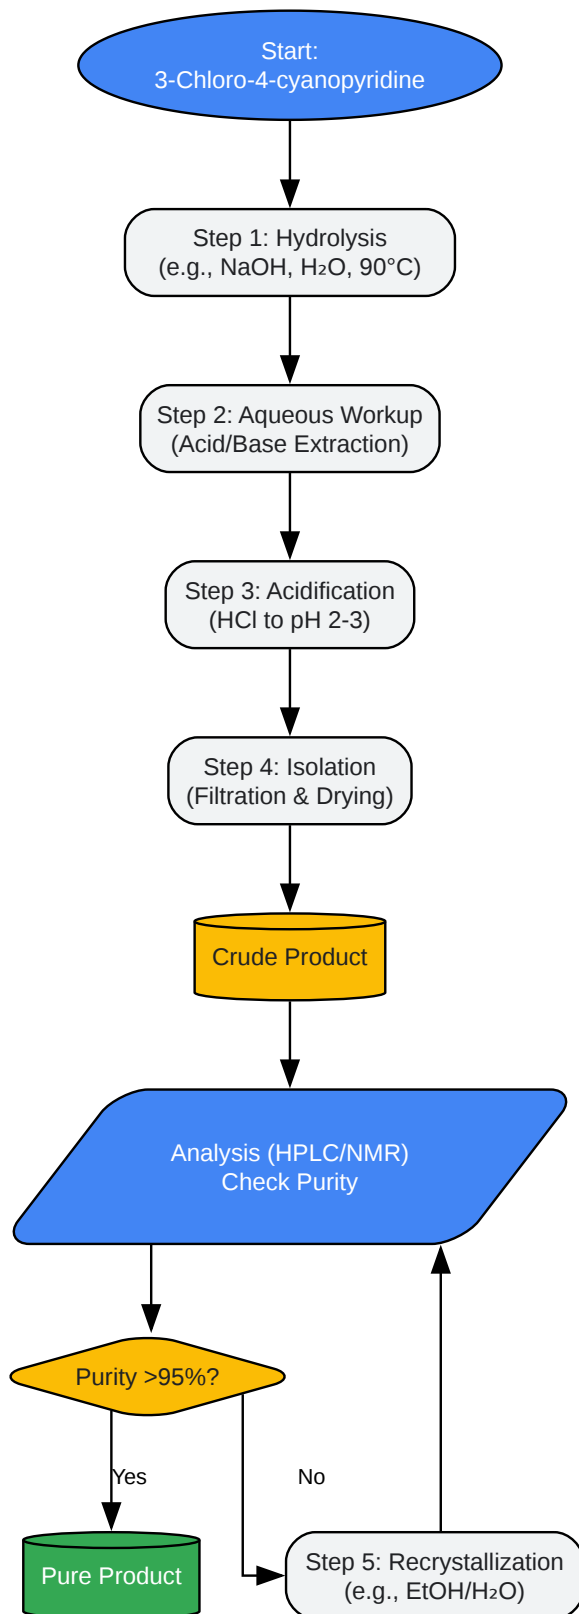 Start:
3-Chloro-4-cyanopyridine
Step 1: Hydrolysis
(e.g., NaOH, H₂O, 90°C)
Step 2: Aqueous Workup
(Acid/Base Extraction)
Step 3: Acidification
(HCl to pH 2-3)
Step 4: Isolation
(Filtration & Drying)
Crude Product
Analysis (HPLC/NMR)
Check Purity
Purity >95%?
Yes
No
Pure Product
Step 5: Recrystallization
(e.g., EtOH/H₂O)